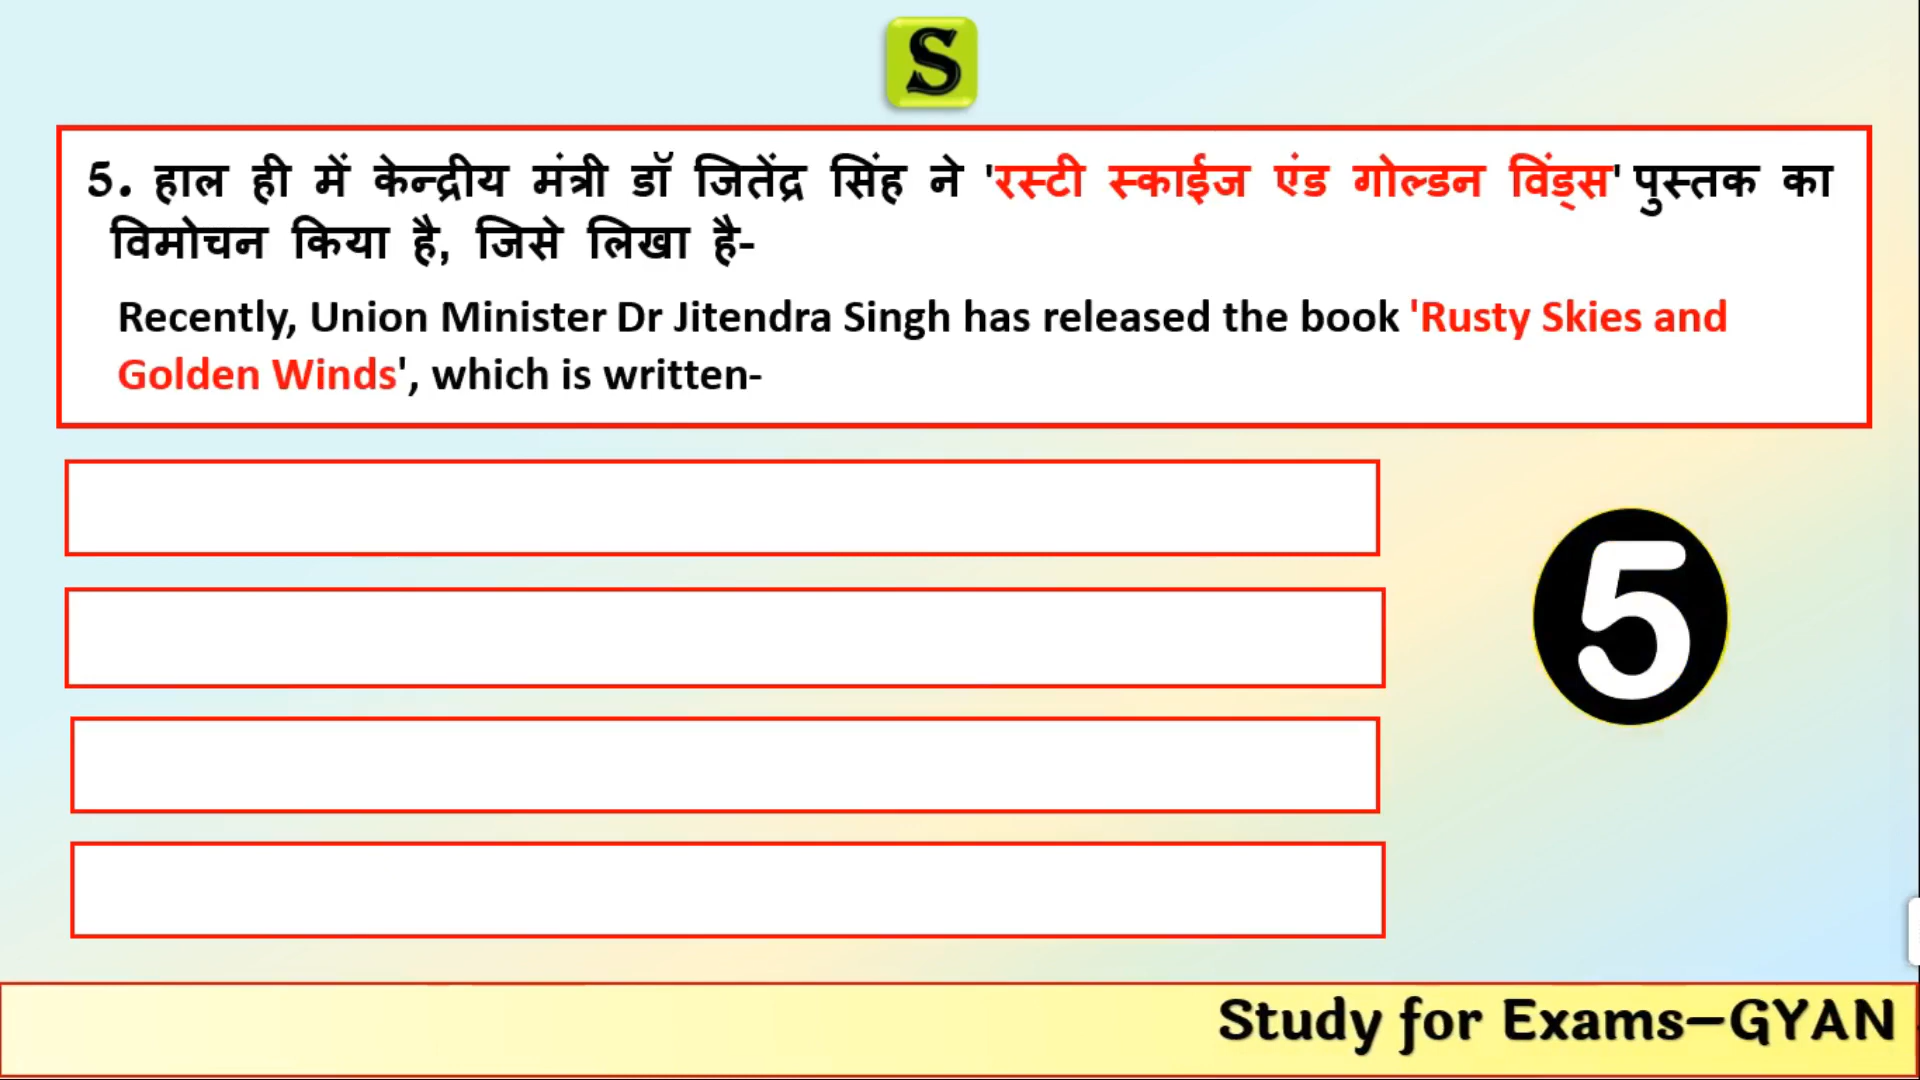 S
5. हाल ही में केन्द्रीय मंत्री डॉ जितेंद्र सिंह ने 'रस्टी स्काईज एंड गोल्डन विंड्स' पुस्तक का
विमोचन किया है, जिसे लिखा है-
Recently, Union Minister Dr Jitendra Singh has released the book 'Rusty Skies and
Golden Winds', which is written-
5
Study for Exams–GYAN